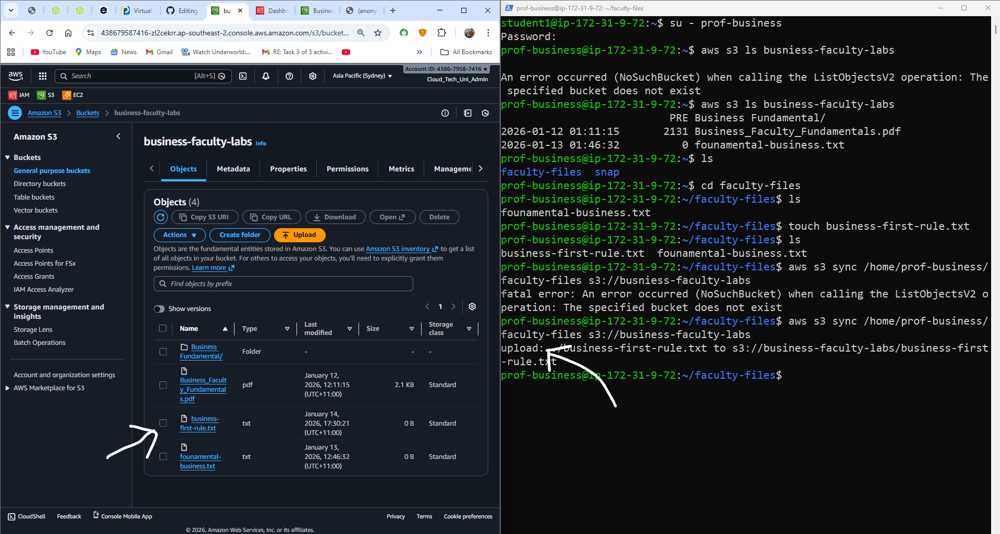 Virtual
Editing
bu
Dashb
Busines
(anony
438679587416-zl2cekrr.ap-southeast-2.console.aws.amazon.com/s3/bucket...
YouTube
Maps
News
Gmail
Watch Underworld:...
RE: Task 3 of 3 activi...
»
All Bookmarks
aws
Search
[Alt+S]
Asia Pacific (Sydney)
Account ID: 4386-7958-7416
Cloud_Tech_Uni_Admin
IAM
S3
EC2
Amazon S3
Buckets
business-faculty-labs
Amazon S3
Buckets
General purpose buckets
Directory buckets
Table buckets
Vector buckets
Access management and
security
Access Points
Access Points for FSx
Access Grants
IAM Access Analyzer
Storage management and
insights
Storage Lens
Batch Operations
Account and organization settings
AWS Marketplace for S3
business-faculty-labs Info
Objects
Metadata
Properties
Permissions
Metrics
Manageme
Objects (4)
Copy S3 URI
Copy URL
Download
Open
Delete
Actions
Create folder
Upload
Objects are the fundamental entities stored in Amazon S3. You can use Amazon S3 inventory to get a list
of all objects in your bucket. For others to access your objects, you'll need to explicitly grant them
permissions. Learn more
Find objects by prefix
Show versions
1
Name
Type
Last
modified
Size
Storage
class
Business
Fundamental/
Folder
-
-
-
Business_Facult
y_Fundamental
s.pdf
pdf
January 12,
2026, 12:11:15
(UTC+11:00)
2.1 KB
Standard
business-
first-rule.txt
txt
January 14,
2026, 17:30:21
(UTC+11:00)
0 B
Standard
founamental-
business.txt
txt
January 13,
2026, 12:46:32
(UTC+11:00)
0 B
Standard
CloudShell
Feedback
Console Mobile App
Privacy
Terms
Cookie preferences
© 2026, Amazon Web Services, Inc. or its affiliates.
prof-business@ip-172-31-9-72: ~/faculty-files
student1@ip-172-31-9-72:~$ su - prof-business
Password:
prof-business@ip-172-31-9-72:~$ aws s3 ls busniess-faculty-labs
An error occurred (NoSuchBucket) when calling the ListObjectsV2 operation: The
specified bucket does not exist
prof-business@ip-172-31-9-72:~$ aws s3 ls business-faculty-labs
PRE Business Fundamental/
2026-01-12 01:11:15 2131 Business_Faculty_Fundamentals.pdf
2026-01-13 01:46:32 0 founamental-business.txt
prof-business@ip-172-31-9-72:~$ ls
faculty-files snap
prof-business@ip-172-31-9-72:~$ cd faculty-files
prof-business@ip-172-31-9-72:~/faculty-files$ ls
founamental-business.txt
prof-business@ip-172-31-9-72:~/faculty-files$ touch business-first-rule.txt
prof-business@ip-172-31-9-72:~/faculty-files$ ls
business-first-rule.txt founamental-business.txt
prof-business@ip-172-31-9-72:~/faculty-files$ aws s3 sync /home/prof-business/
faculty-files s3://busniess-faculty-labs
fatal error: An error occurred (NoSuchBucket) when calling the ListObjectsV2 o
peration: The specified bucket does not exist
prof-business@ip-172-31-9-72:~/faculty-files$ aws s3 sync /home/prof-business/
faculty-files s3://business-faculty-labs
upload: ./business-first-rule.txt to s3://business-faculty-labs/business-first
-rule.txt
prof-business@ip-172-31-9-72:~/faculty-files$